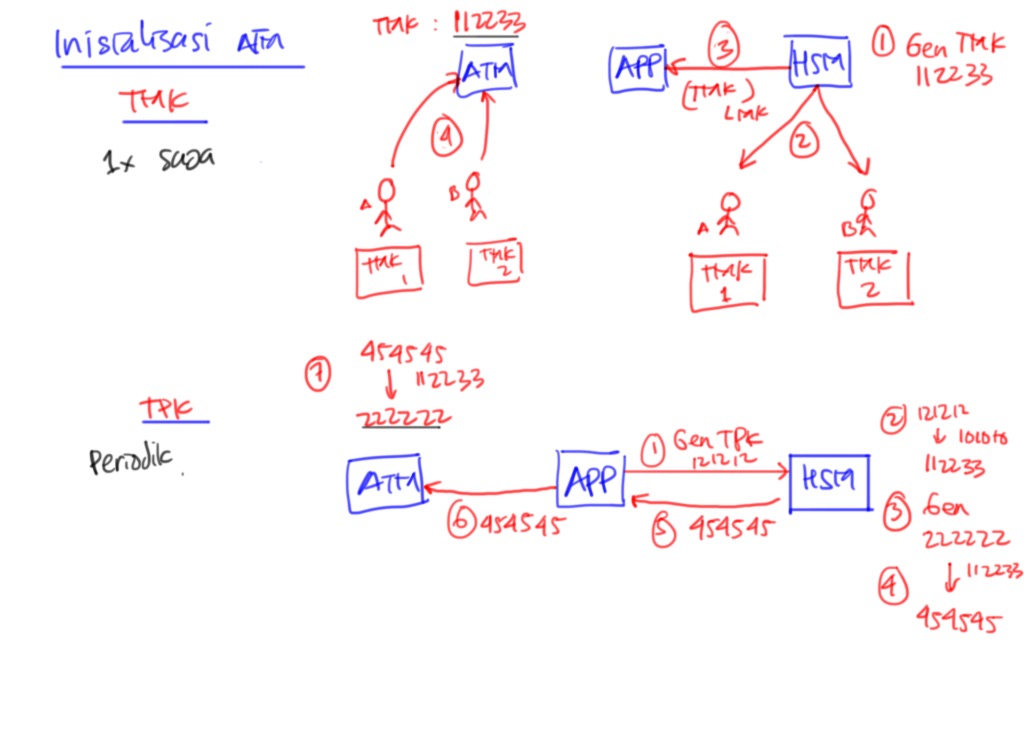 Inisialisasi ATM
TMK
1x saja
TMK : 112233
ATM
4
A
B
TMK
1
TMK
2
APP
3
HSM
(TMK)
LMK
1 Gen TMK
112233
2
A
B
TMK
1
TMK
2
TPK
Periodik
7
454545
↓ 112233
222222
ATM
APP
HSM
1 Gen TPK
121212
6 454545
5 454545
2 121212
↓ 101010
112233
3 Gen
222222
4 ↓ 112233
454545